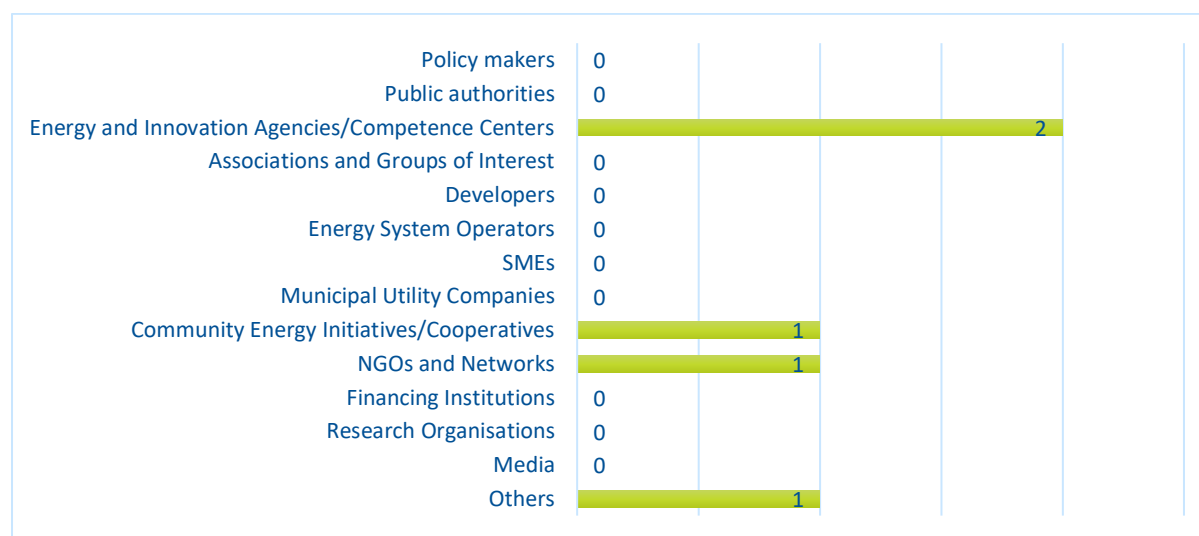 Policy makers 0
Public authorities 0
Energy and Innovation Agencies/Competence Centers 2
Associations and Groups of Interest 0
Developers 0
Energy System Operators 0
SMEs 0
Municipal Utility Companies 0
Community Energy Initiatives/Cooperatives 1
NGOs and Networks 1
Financing Institutions 0
Research Organisations 0
Media 0
Others 1